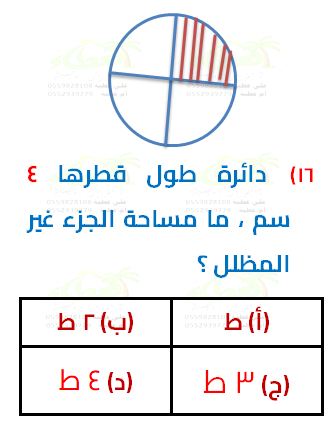 ١٦) دائرة طول قطرها ٤
سم ، ما مساحة الجزء غير
المظلل ؟
(أ) ط
(ب) ٢ ط
(ج) ٣ ط
(د) ٤ ط